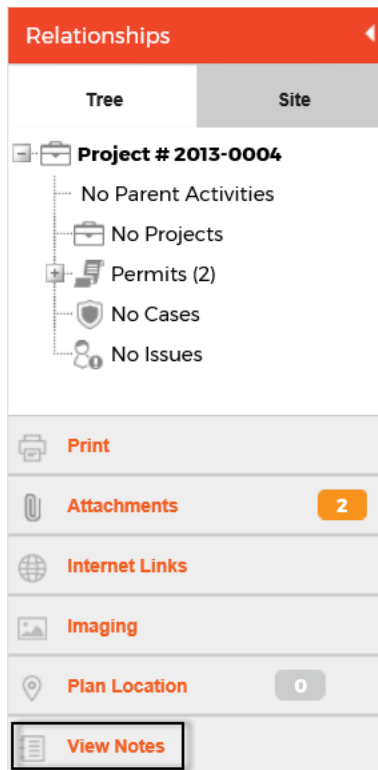 Relationships
Tree Site
Project # 2013-0004
No Parent Activities
No Projects
Permits (2)
No Cases
No Issues
Print
Attachments 2
Internet Links
Imaging
Plan Location 0
View Notes